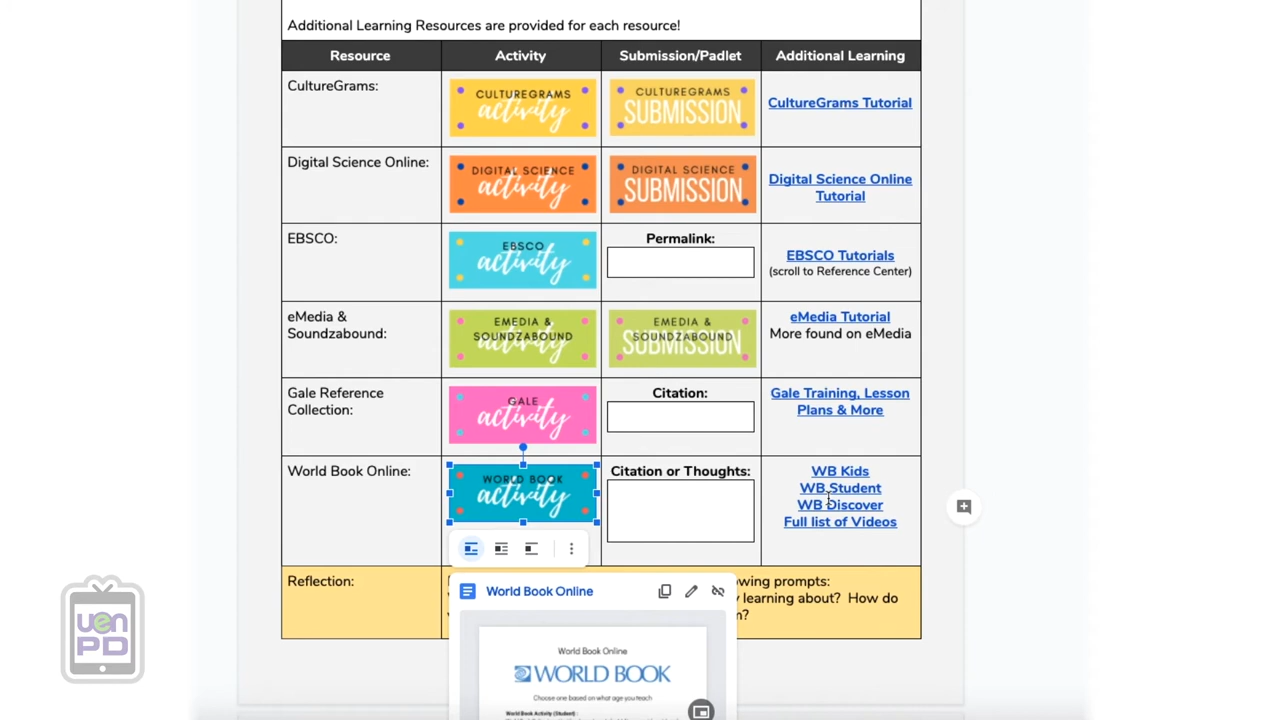 Additional Learning Resources are provided for each resource!
Resource Activity Submission/Padlet Additional Learning
CultureGrams:
CULTUREGRAMS
activity
CULTUREGRAMS
SUBMISSION
CultureGrams Tutorial
Digital Science Online:
DIGITAL SCIENCE
activity
DIGITAL SCIENCE
SUBMISSION
Digital Science Online
Tutorial
EBSCO:
EBSCO
activity
Permalink:
EBSCO Tutorials
(scroll to Reference Center)
eMedia &
Soundzabound:
EMEDIA &
SOUNDZABOUND
activity
EMEDIA &
SOUNDZABOUND
SUBMISSION
eMedia Tutorial
More found on eMedia
Gale Reference
Collection:
GALE
activity
Citation:
Gale Training, Lesson
Plans & More
World Book Online:
WORLD BOOK
activity
Citation or Thoughts:
WB Kids
WB Student
WB Discover
Full list of Videos
Reflection:
owing prompts:
learning about? How do
World Book Online
World Book Online
WORLD BOOK
Choose one based on what age you teach
World Book Activity (Student):
uen
PD